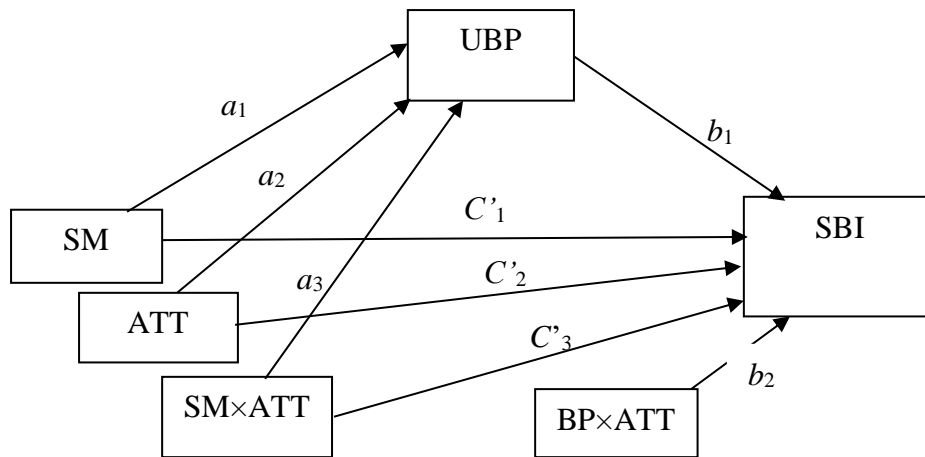 UBP
a1
b1
a2
SM
C’1
SBI
a3
C’2
ATT
C’3
SM×ATT
BP×ATT
b2